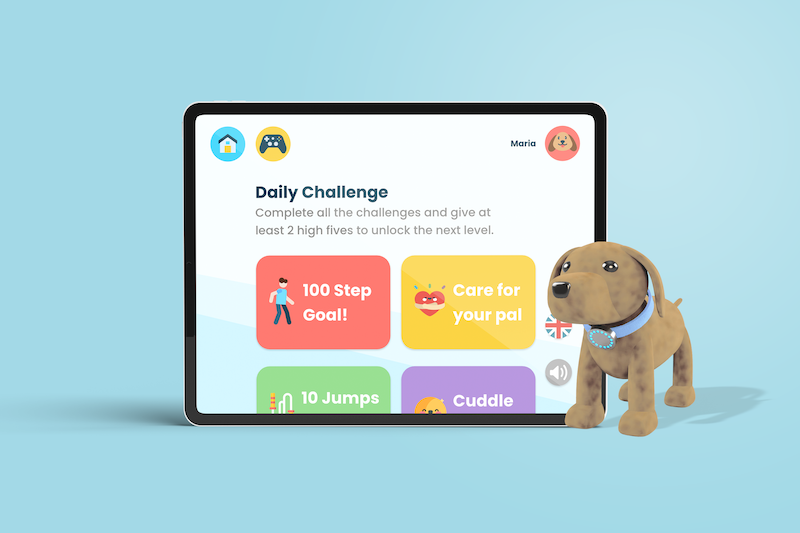 Maria
Daily Challenge
Complete all the challenges and give at
least 2 high fives to unlock the next level.
100 Step
Goal!
Care for
your pal
10 Jumps
Cuddle